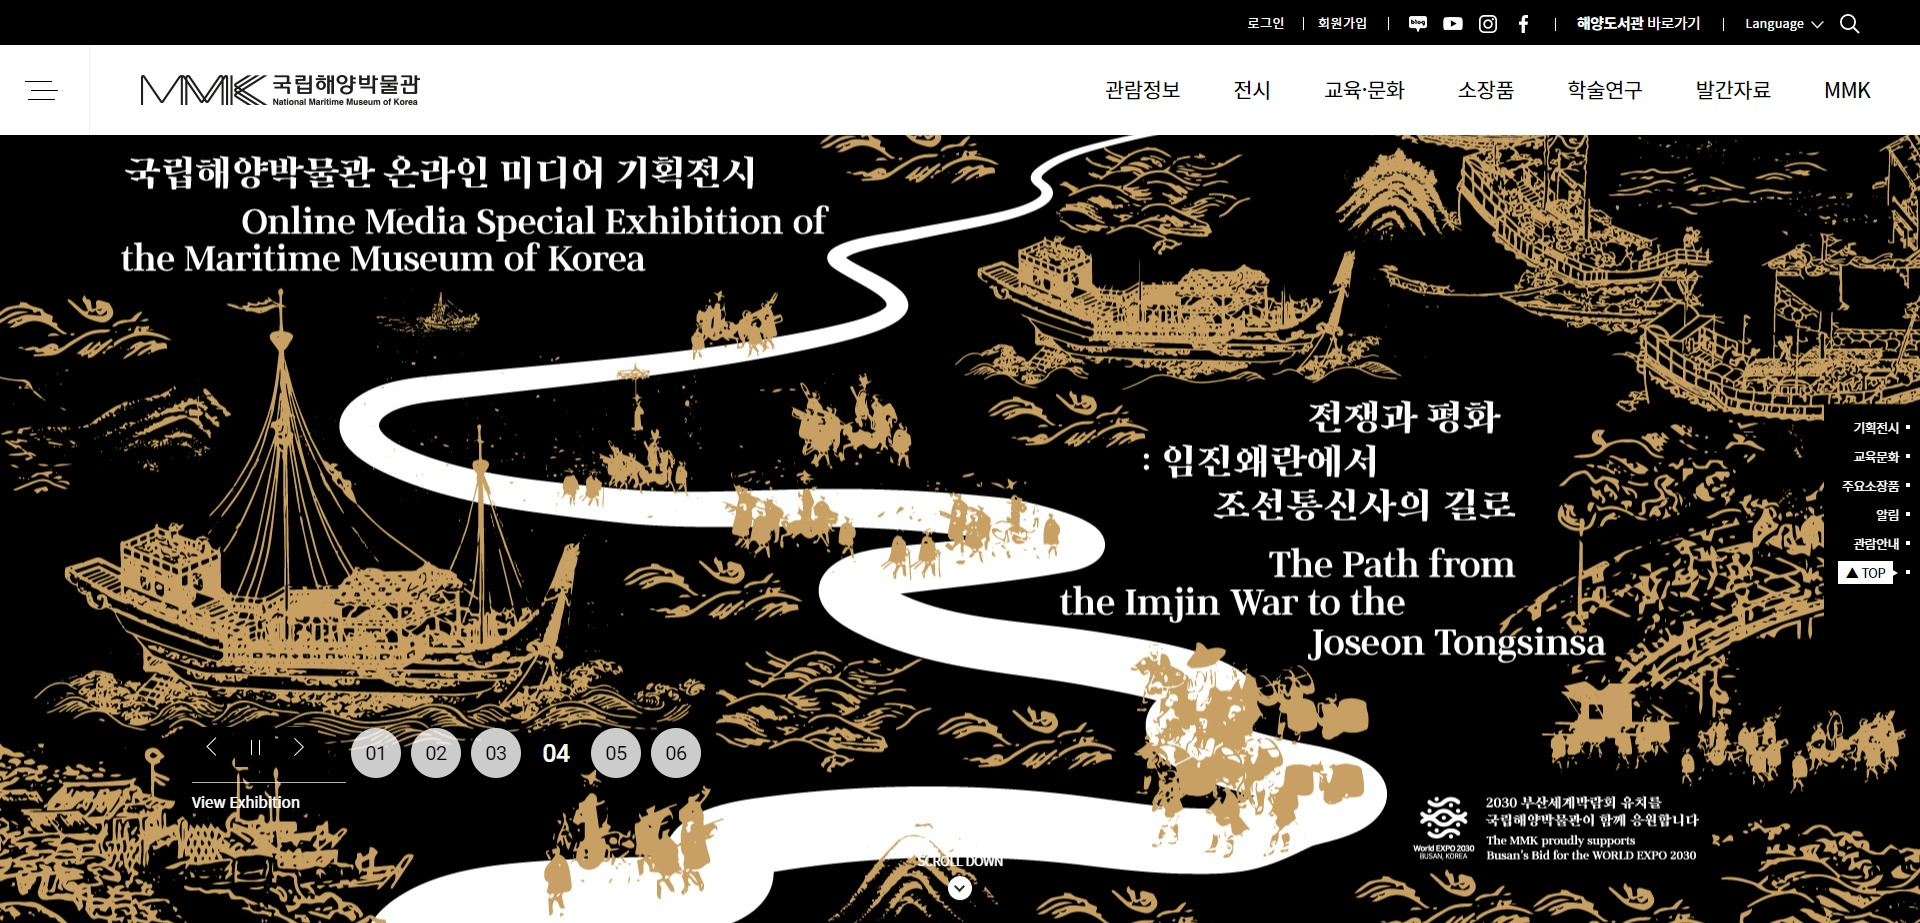 로그인
회원가입
blog
해양도서관 바로가기
Language
MMK 국립해양박물관
National Maritime Museum of Korea
관람정보
전시
교육·문화
소장품
학술연구
발간자료
MMK
국립해양박물관 온라인 미디어 기획전시
Online Media Special Exhibition of
the Maritime Museum of Korea
전쟁과 평화
: 임진왜란에서
조선통신사의 길로
The Path from
the Imjin War to the
Joseon Tongsinsa
기획전시
교육문화
주요소장품
알림
관람안내
▲ TOP
01
02
03
04
05
06
View Exhibition
SCROLL DOWN
World EXPO 2030
BUSAN, KOREA
2030 부산세계박람회 유치를
국립해양박물관이 함께 응원합니다
The MMK proudly supports
Busan's Bid for the WORLD EXPO 2030